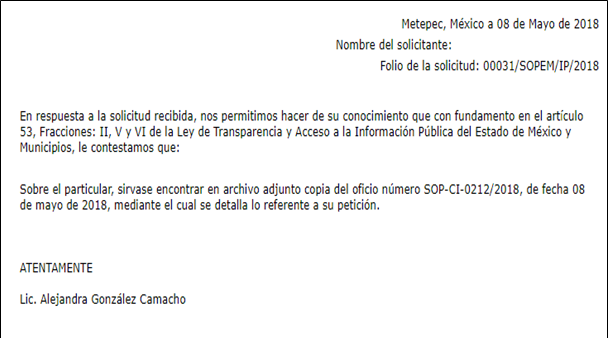 Metepec, México a 08 de Mayo de 2018
Nombre del solicitante:
Folio de la solicitud: 00031/SOPEM/IP/2018
En respuesta a la solicitud recibida, nos permitimos hacer de su conocimiento que con fundamento en el artículo
53, Fracciones: II, V y VI de la Ley de Transparencia y Acceso a la Información Pública del Estado de México y
Municipios, le contestamos que:
Sobre el particular, sirvase encontrar en archivo adjunto copia del oficio número SOP-CI-0212/2018, de fecha 08
de mayo de 2018, mediante el cual se detalla lo referente a su petición.
ATENTAMENTE
Lic. Alejandra González Camacho